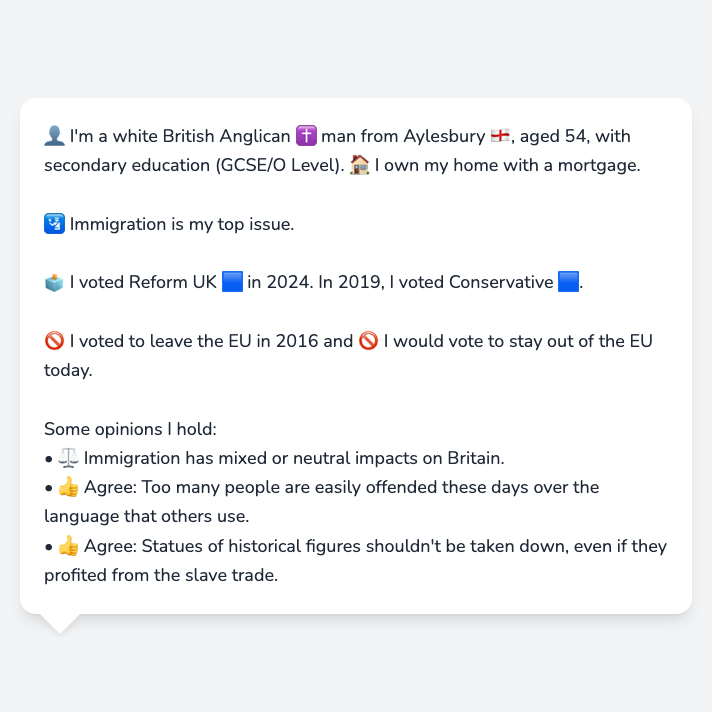 👤 I'm a white British Anglican ✝️ man from Aylesbury 🏴󠁧󠁢󠁥󠁮󠁧󠁿, aged 54, with
secondary education (GCSE/O Level). 🏠 I own my home with a mortgage.
🛂 Immigration is my top issue.
🗳️ I voted Reform UK 🟦 in 2024. In 2019, I voted Conservative 🟦.
🚫 I voted to leave the EU in 2016 and 🚫 I would vote to stay out of the EU
today.
Some opinions I hold:
• ⚖️ Immigration has mixed or neutral impacts on Britain.
• 👍 Agree: Too many people are easily offended these days over the
language that others use.
• 👍 Agree: Statues of historical figures shouldn't be taken down, even if they
profited from the slave trade.